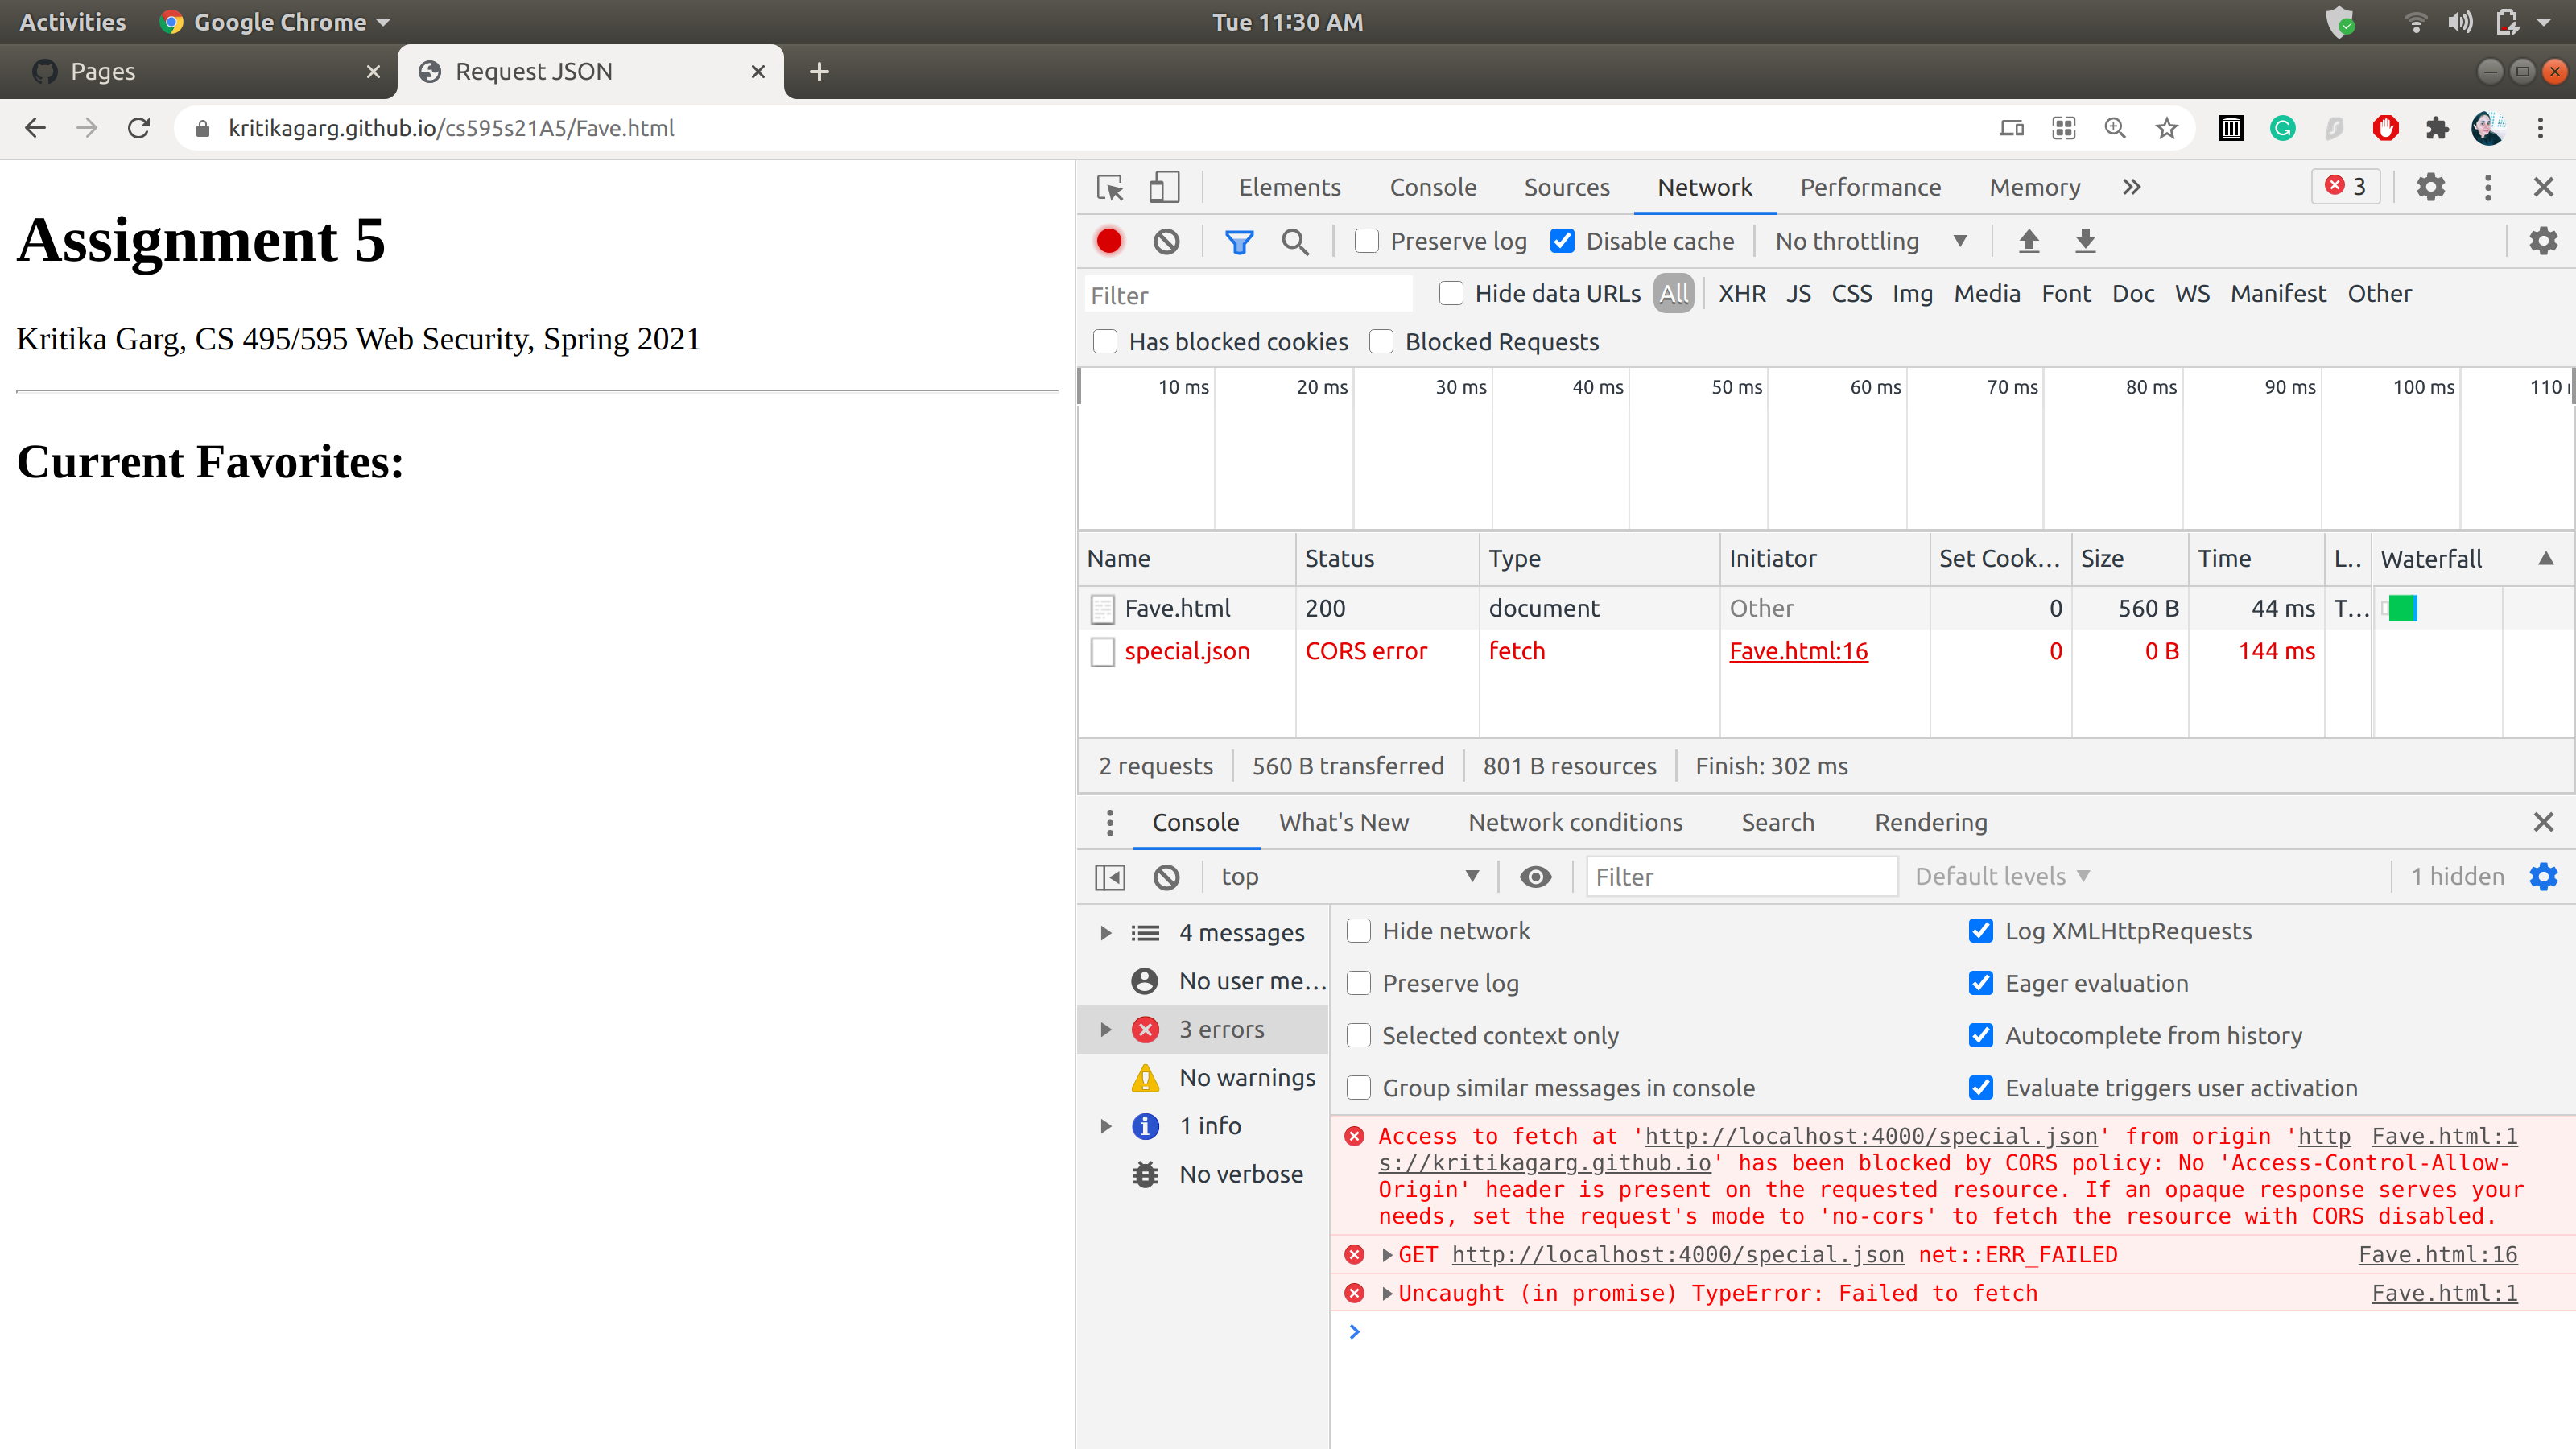 Activities Google Chrome Tue 11:30 AM
Pages Request JSON
kritikagarg.github.io/cs595s21A5/Fave.html
Assignment 5
Kritika Garg, CS 495/595 Web Security, Spring 2021
Current Favorites:
Elements Console Sources Network Performance Memory » 3
Preserve log Disable cache No throttling
Filter Hide data URLs All XHR JS CSS Img Media Font Doc WS Manifest Other
Has blocked cookies Blocked Requests
10 ms 20 ms 30 ms 40 ms 50 ms 60 ms 70 ms 80 ms 90 ms 100 ms 110
Name Status Type Initiator Set Cook... Size Time L.. Waterfall
Fave.html 200 document Other 0 560 B 44 ms T...
special.json CORS error fetch Fave.html:16 0 0 B 144 ms
2 requests 560 B transferred 801 B resources Finish: 302 ms
Console What's New Network conditions Search Rendering
top Filter Default levels 1 hidden
4 messages
No user me...
3 errors
No warnings
1 info
No verbose
Hide network Log XMLHttpRequests
Preserve log Eager evaluation
Selected context only Autocomplete from history
Group similar messages in console Evaluate triggers user activation
Access to fetch at 'http://localhost:4000/special.json' from origin 'http Fave.html:1
s://kritikagarg.github.io' has been blocked by CORS policy: No 'Access-Control-Allow-
Origin' header is present on the requested resource. If an opaque response serves your
needs, set the request's mode to 'no-cors' to fetch the resource with CORS disabled.
GET http://localhost:4000/special.json net::ERR_FAILED Fave.html:16
Uncaught (in promise) TypeError: Failed to fetch Fave.html:1